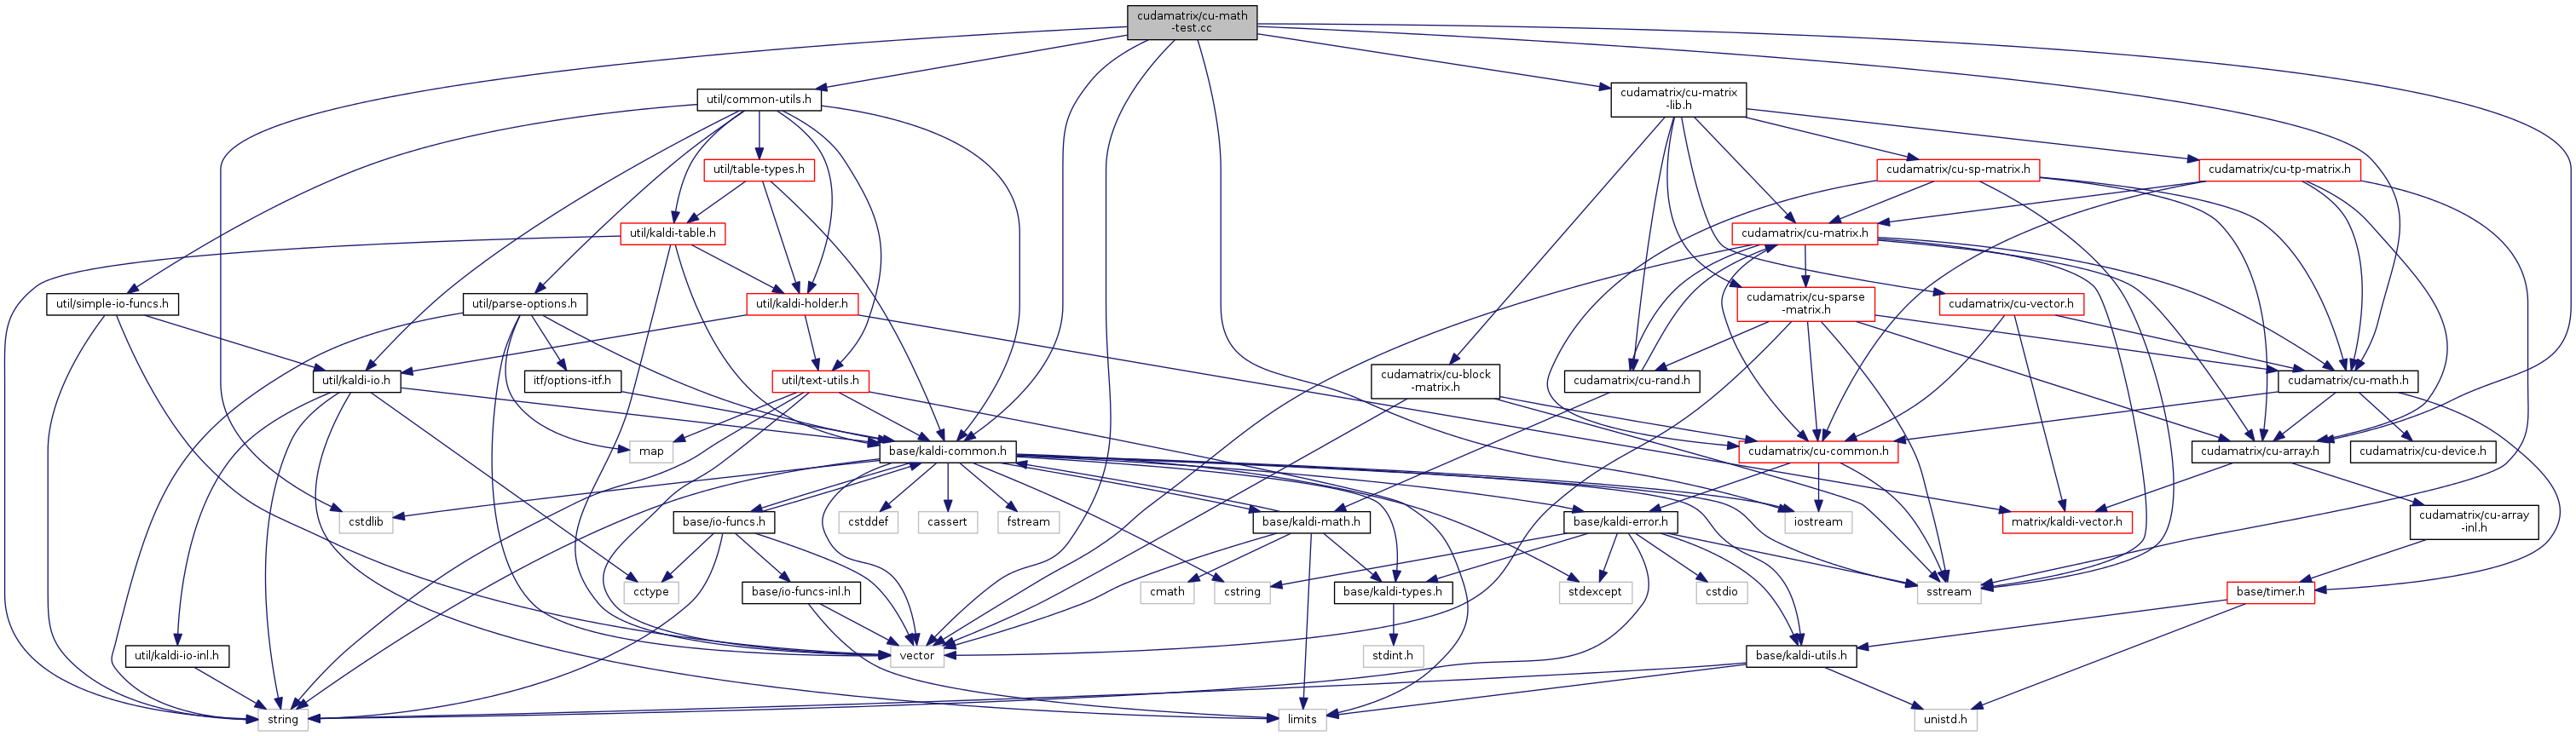 cudamatrix/cu-math
-test.cc
util/common-utils.h
cudamatrix/cu-matrix
-lib.h
util/table-types.h
cudamatrix/cu-sp-matrix.h
cudamatrix/cu-tp-matrix.h
util/kaldi-table.h
cudamatrix/cu-matrix.h
util/simple-io-funcs.h
util/parse-options.h
util/kaldi-holder.h
cudamatrix/cu-sparse
-matrix.h
cudamatrix/cu-vector.h
util/kaldi-io.h
itf/options-itf.h
util/text-utils.h
cudamatrix/cu-block
-matrix.h
cudamatrix/cu-rand.h
cudamatrix/cu-math.h
map
base/kaldi-common.h
cudamatrix/cu-common.h
cudamatrix/cu-array.h
cudamatrix/cu-device.h
cstdlib
base/io-funcs.h
cstddef
cassert
fstream
base/kaldi-math.h
base/kaldi-error.h
iostream
matrix/kaldi-vector.h
cudamatrix/cu-array
-inl.h
cctype
base/io-funcs-inl.h
cmath
cstring
base/kaldi-types.h
stdexcept
cstdio
sstream
base/timer.h
util/kaldi-io-inl.h
vector
stdint.h
base/kaldi-utils.h
string
limits
unistd.h